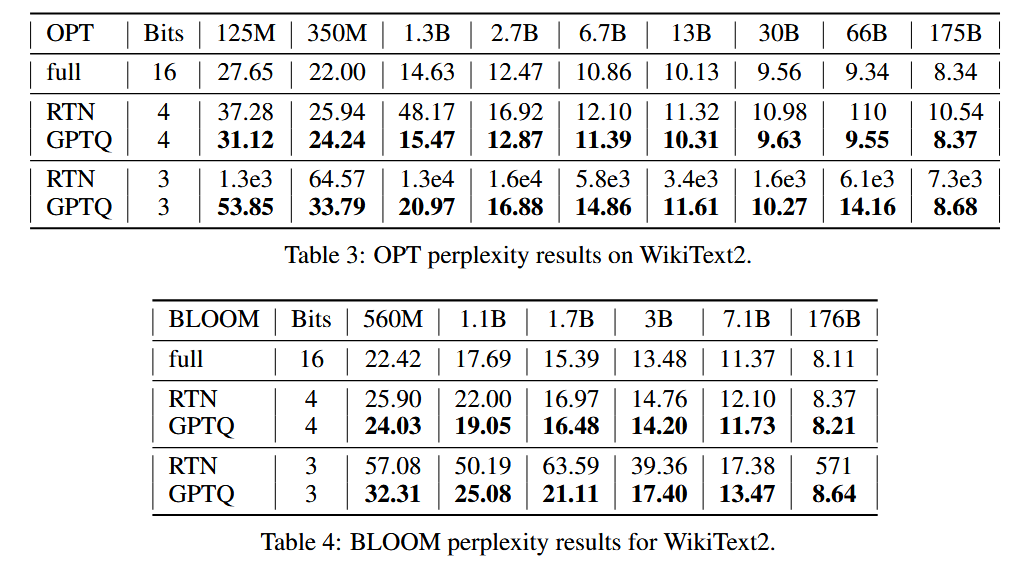 OPT Bits 125M 350M 1.3B 2.7B 6.7B 13B 30B 66B 175B
full 16 27.65 22.00 14.63 12.47 10.86 10.13 9.56 9.34 8.34
RTN 4 37.28 25.94 48.17 16.92 12.10 11.32 10.98 110 10.54
GPTQ 4 31.12 24.24 15.47 12.87 11.39 10.31 9.63 9.55 8.37
RTN 3 1.3e3 64.57 1.3e4 1.6e4 5.8e3 3.4e3 1.6e3 6.1e3 7.3e3
GPTQ 3 53.85 33.79 20.97 16.88 14.86 11.61 10.27 14.16 8.68
Table 3: OPT perplexity results on WikiText2.
BLOOM Bits 560M 1.1B 1.7B 3B 7.1B 176B
full 16 22.42 17.69 15.39 13.48 11.37 8.11
RTN 4 25.90 22.00 16.97 14.76 12.10 8.37
GPTQ 4 24.03 19.05 16.48 14.20 11.73 8.21
RTN 3 57.08 50.19 63.59 39.36 17.38 571
GPTQ 3 32.31 25.08 21.11 17.40 13.47 8.64
Table 4: BLOOM perplexity results for WikiText2.